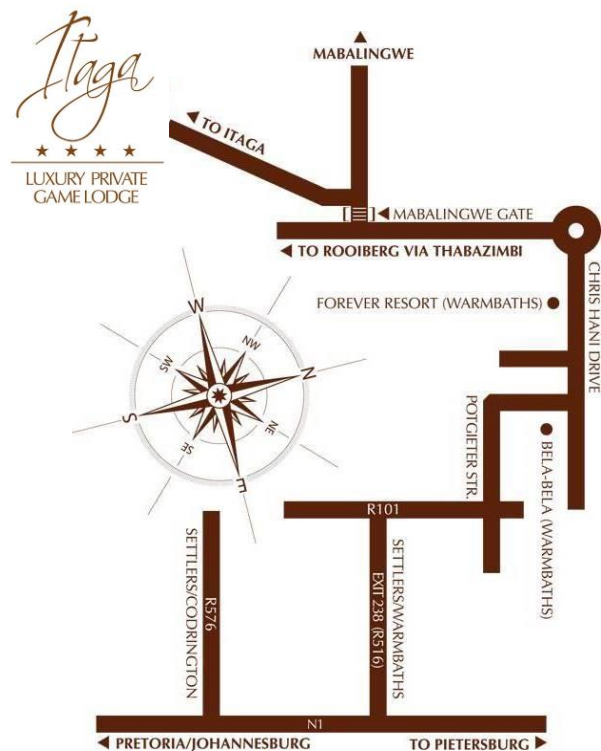 Itaga
LUXURY PRIVATE
GAME LODGE
MABALINGWE
TO ITAGA
[ ] MABALINGWE GATE
TO ROOIBERG VIA THABAZIMBI
CHRIS HANI DRIVE
FOREVER RESORT (WARMBATHS)
W
NW
N
NE
E
SE
S
SW
POTGIETER STR.
BELA-BELA (WARMBATHS)
R101
SETTLERS/CODRINGTON
R576
EXIT 238 (R516)
SETTLERS/WARMBATHS
N1
PRETORIA/JOHANNESBURG
TO PIETERSBURG